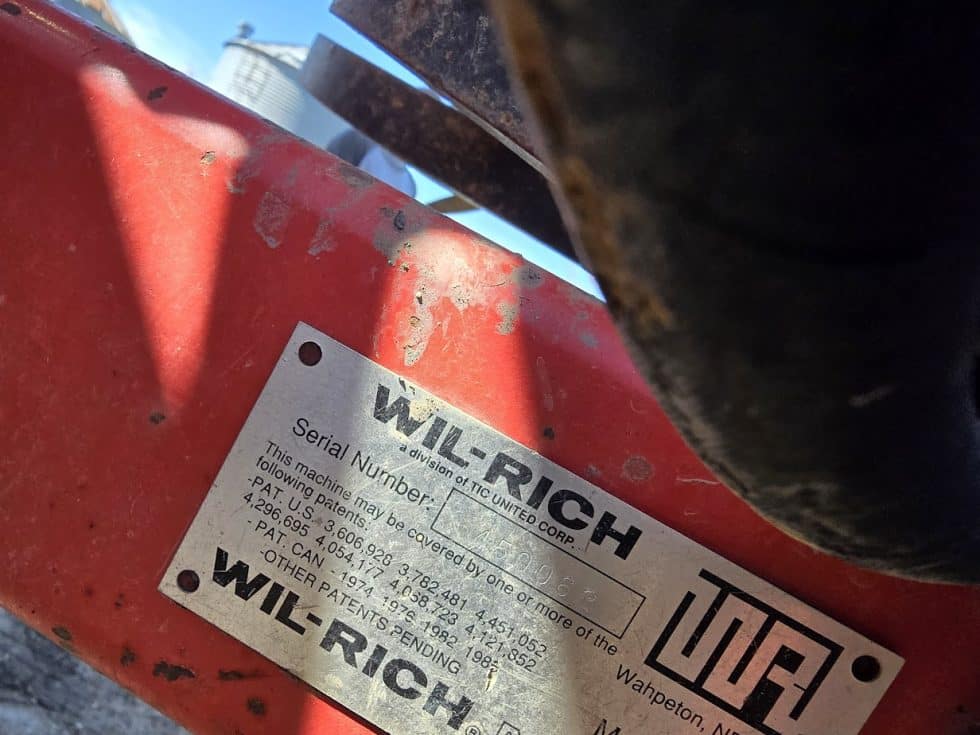 WIL-RICH
a division of TIC UNITED CORP.
Serial Number:
This machine may be covered by one or more of the
following patents:
-PAT. U.S. 3,606,928 3,782,481 4,451,052
4,296,695 4,054,177 4,058,723 4,121,852
-PAT. CAN. 1974 1976 1982 1985
-OTHER PATENTS PENDING
WIL-RICH®
Wahpeton,